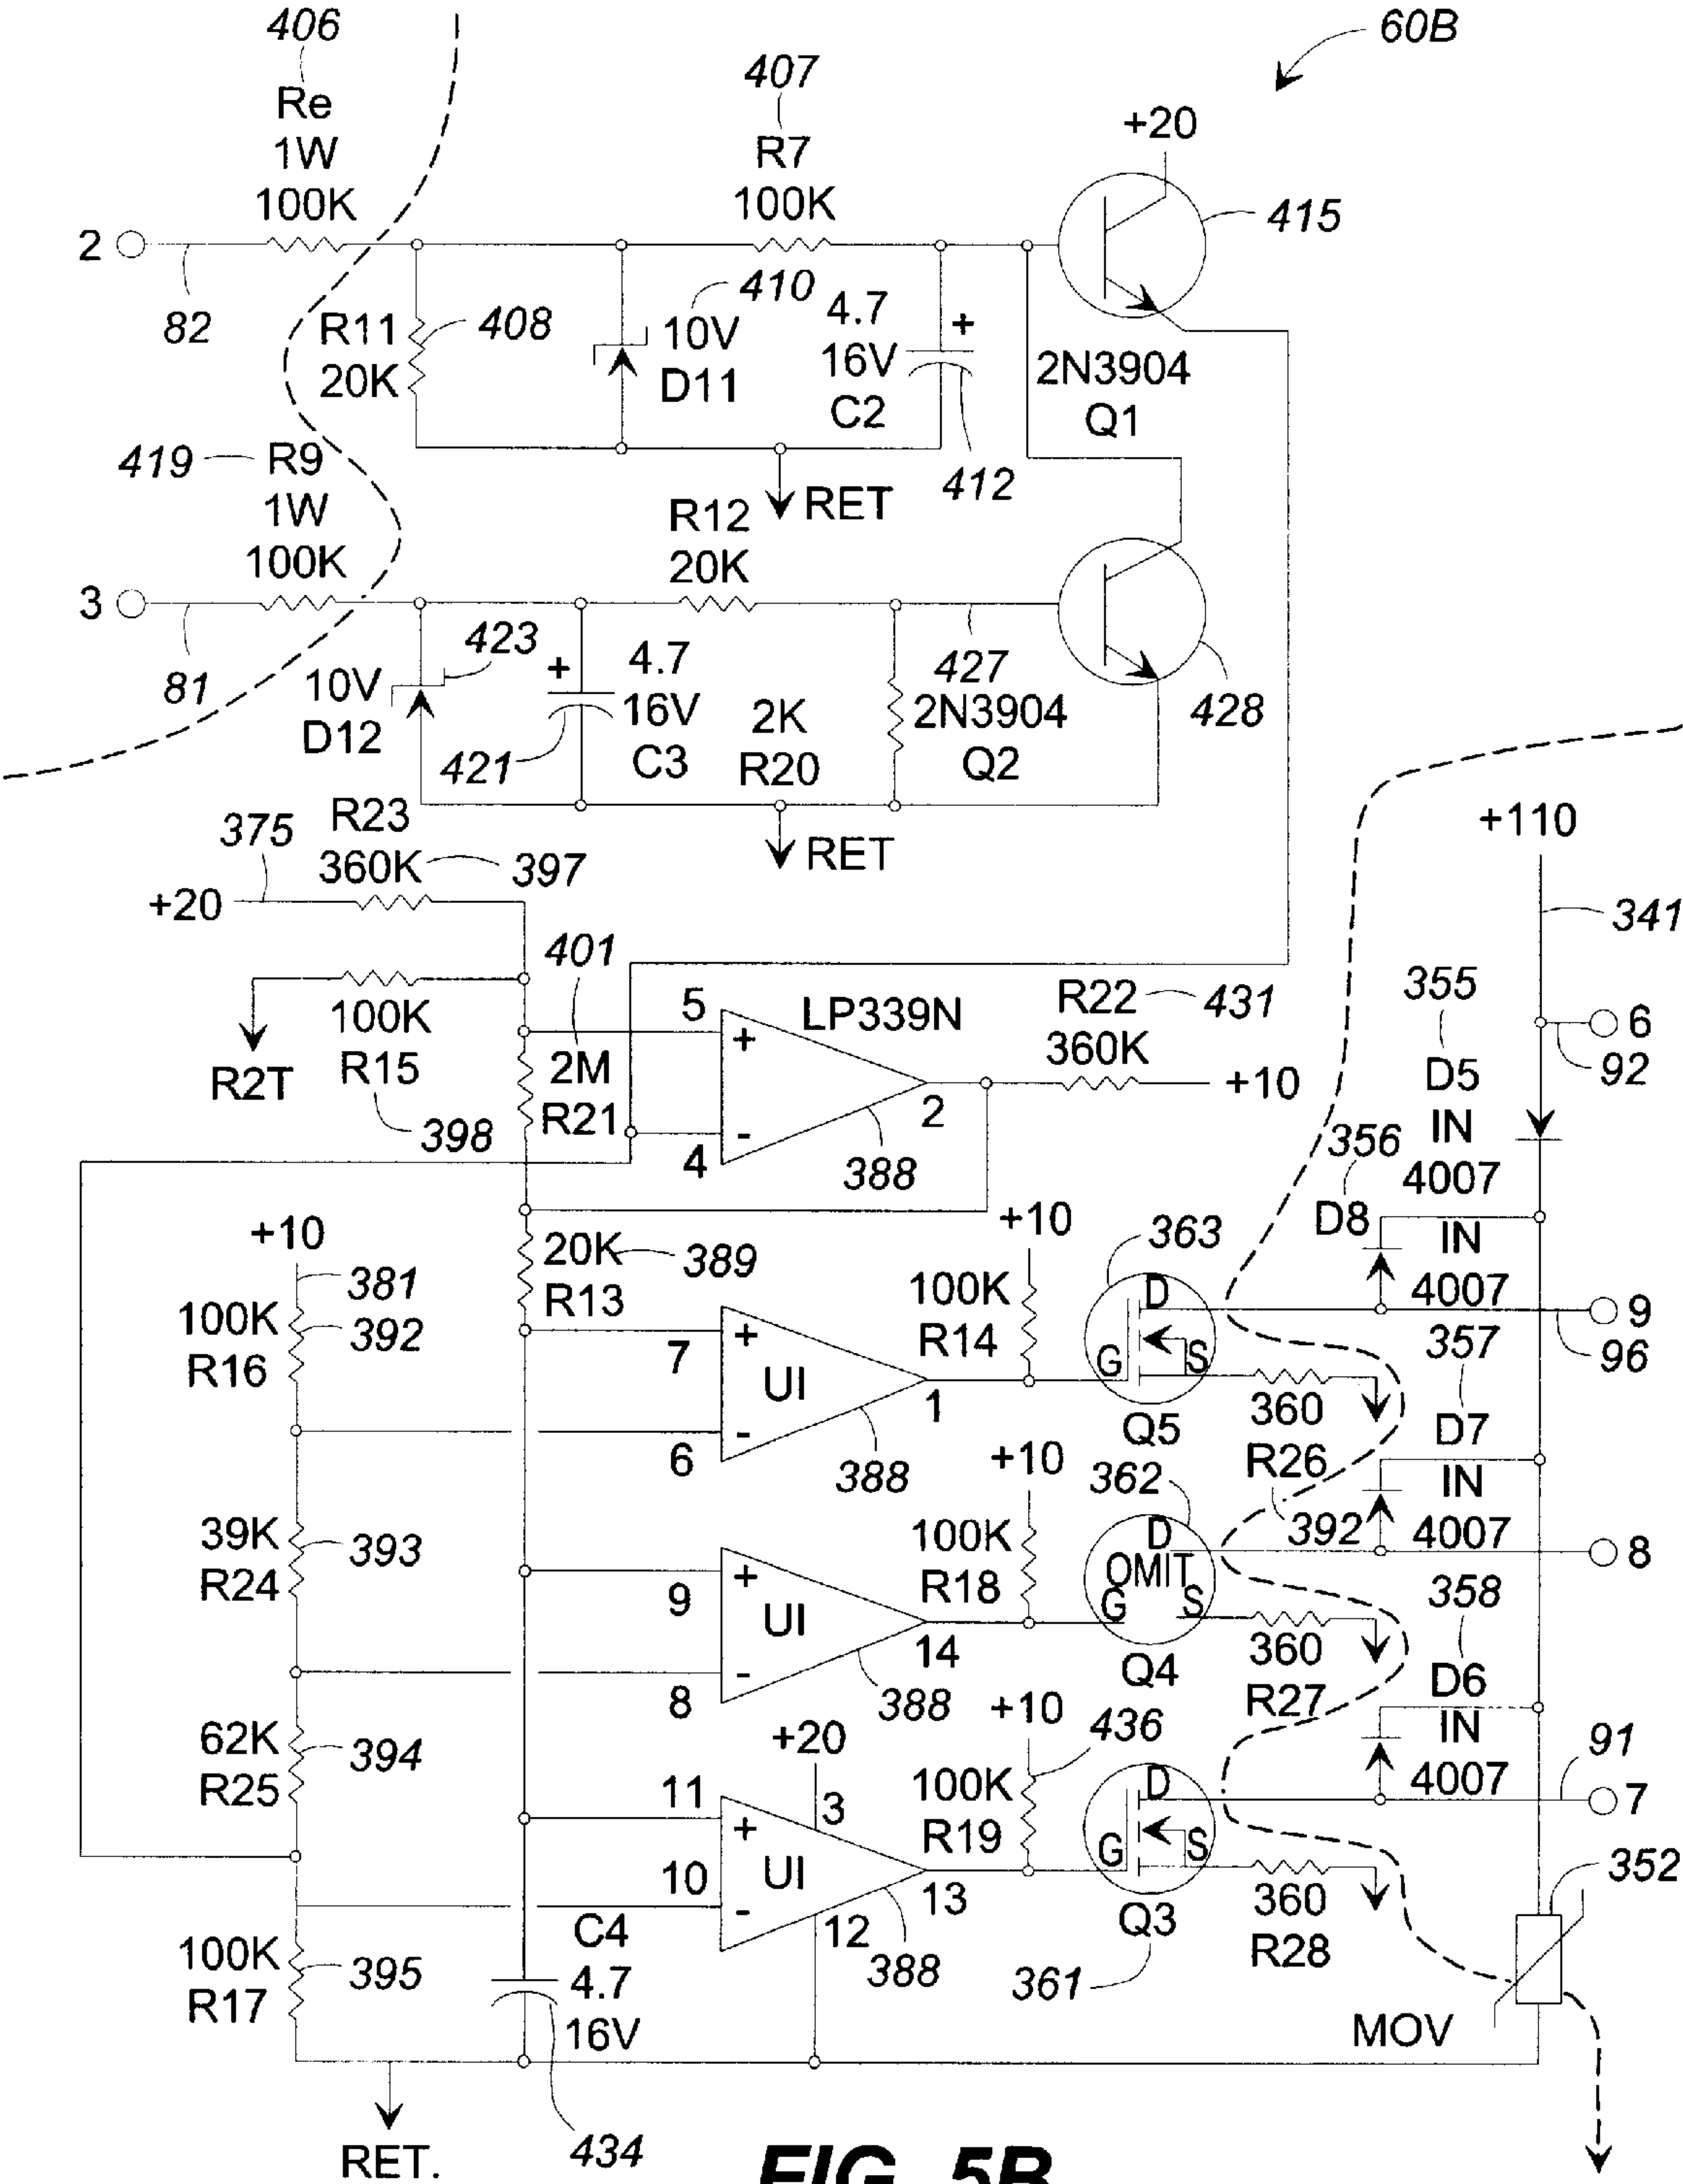 406
Re
1W
100K
407
R7
100K
60B
+20
415
2
82
R11
20K
408
410
10V
D11
4.7
16V
C2
+
412
2N3904
Q1
RET
419
R9
1W
100K
R12
20K
3
81
10V
D12
423
+
4.7
16V
C3
421
2K
R20
427
2N3904
Q2
428
RET
375
R23
360K
397
+20
R2T
100K
R15
398
401
2M
R21
5
+
LP339N
R22
431
360K
+10
2
4
-
388
+110
341
6
92
355
D5
IN
4007
356
D8
IN
4007
9
96
+10
381
100K
R16
392
20K
R13
389
7
+
UI
6
-
1
388
+10
100K
R14
363
D
G
S
Q5
360
R26
392
357
D7
IN
4007
8
39K
R24
393
9
+
UI
8
-
14
388
+10
100K
R18
362
D
OMIT
G
S
Q4
360
R27
358
D6
IN
4007
91
7
62K
R25
394
+20
3
11
+
UI
10
-
12
13
388
+10
436
100K
R19
D
G
S
Q3
361
360
R28
352
MOV
100K
R17
395
C4
4.7
16V
434
RET.
FIG. 5B